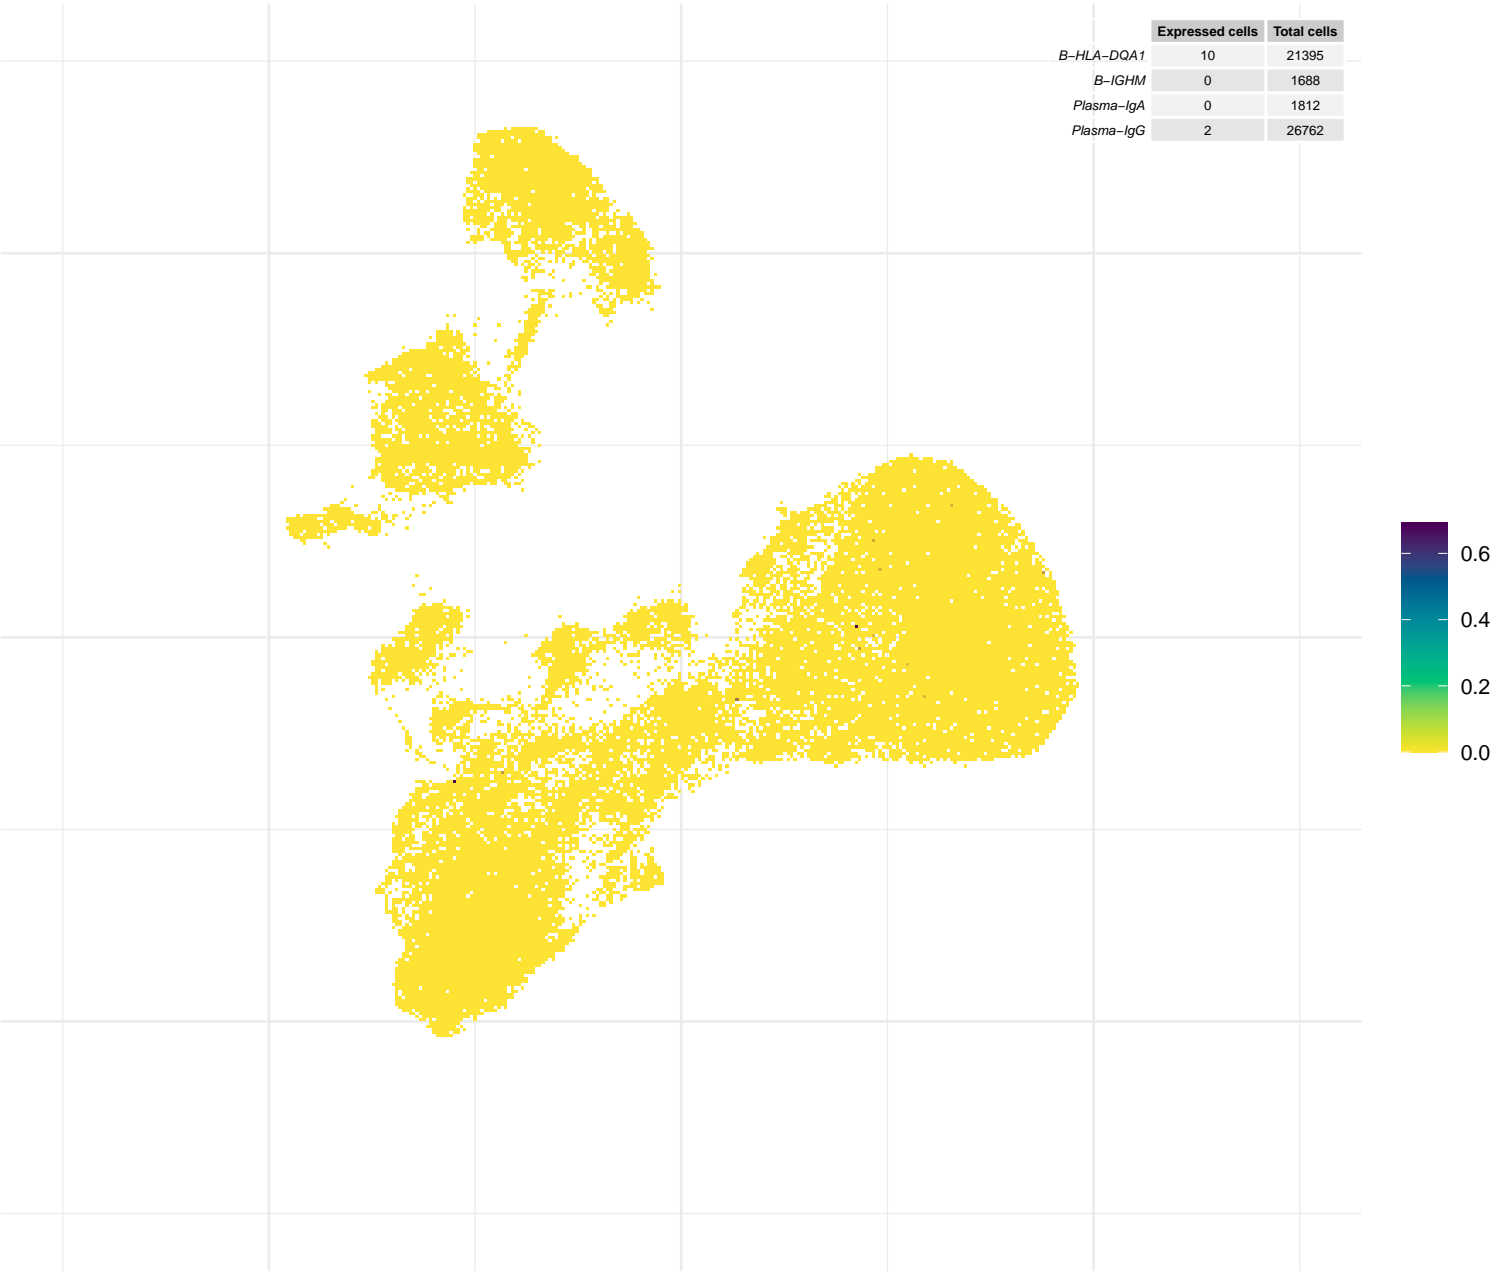 Expressed cells Total cells
B−HLA−DQA1 10 21395
B−IGHM 0 1688
Plasma−IgA 0 1812
Plasma−IgG 2 26762
0.6
0.4
0.2
0.0